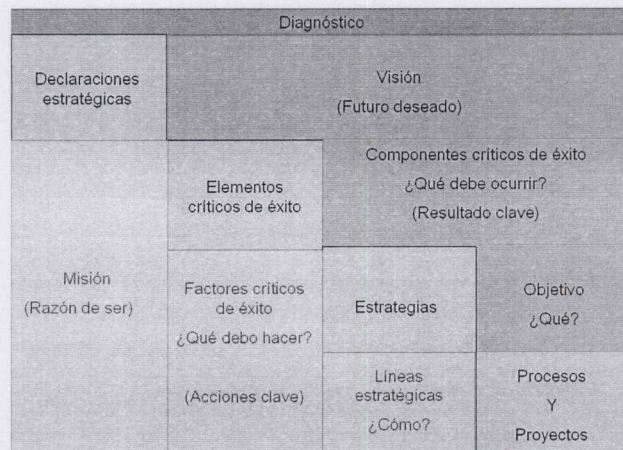 Diagnóstico
Declaraciones
estratégicas
Visión
(Futuro deseado)
Elementos
críticos de éxito
Componentes críticos de éxito
¿Qué debe ocurrir?
(Resultado clave)
Misión
(Razón de ser)
Factores críticos
de éxito
¿Qué debo hacer?
(Acciones clave)
Estrategias
Objetivo
¿Qué?
Líneas
estratégicas
¿Cómo?
Procesos
Y
Proyectos